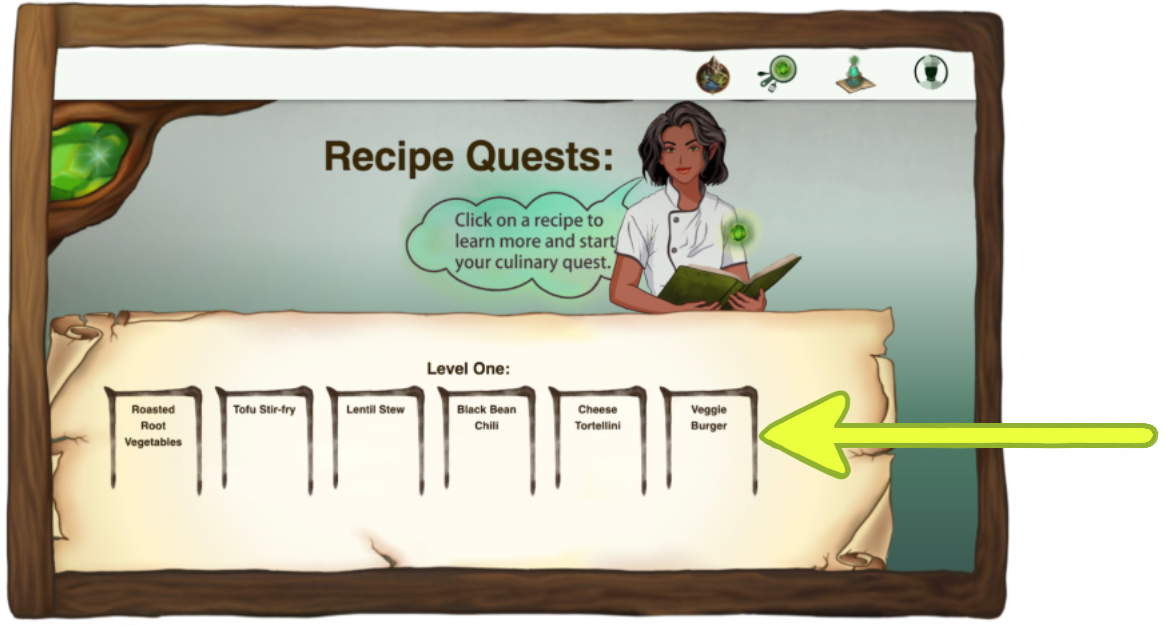 Recipe Quests:
Click on a recipe to
learn more and start
your culinary quest.
Level One:
Roasted
Root
Vegetables
Tofu Stir-fry
Lentil Stew
Black Bean
Chili
Cheese
Tortellini
Veggie
Burger